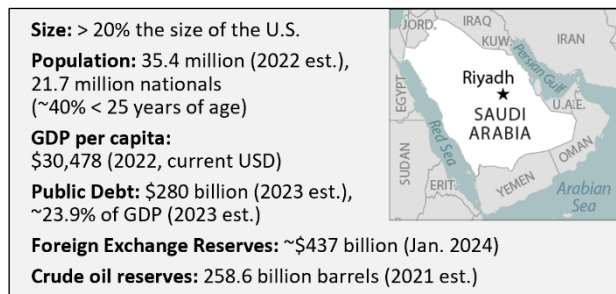 Size: > 20% the size of the U.S.
Population: 35.4 million (2022 est.),
21.7 million nationals
(~40% < 25 years of age)
GDP per capita:
$30,478 (2022, current USD)
Public Debt: $280 billion (2023 est.),
~23.9% of GDP (2023 est.)
Foreign Exchange Reserves: ~$437 billion (Jan. 2024)
Crude oil reserves: 258.6 billion barrels (2021 est.)
JORD.
IRAQ
KUW.
IRAN
Persian Gulf
Riyadh
EGYPT
SAUDI
ARABIA
U.A.E.
Red Sea
OMAN
SUDAN
ERIT.
YEMEN
Arabian
Sea